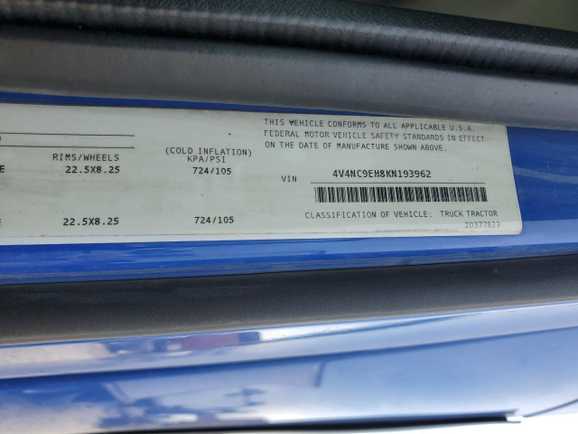 THIS VEHICLE CONFORMS TO ALL APPLICABLE U.S.A.
FEDERAL MOTOR VEHICLE SAFETY STANDARDS IN EFFECT
ON THE DATE OF MANUFACTURE SHOWN ABOVE.
RIMS/WHEELS
(COLD INFLATION)
KPA/PSI
22.5X8.25
724/105
VIN
4V4NC9EH8KN193962
22.5X8.25
724/105
CLASSIFICATION OF VEHICLE: TRUCK TRACTOR